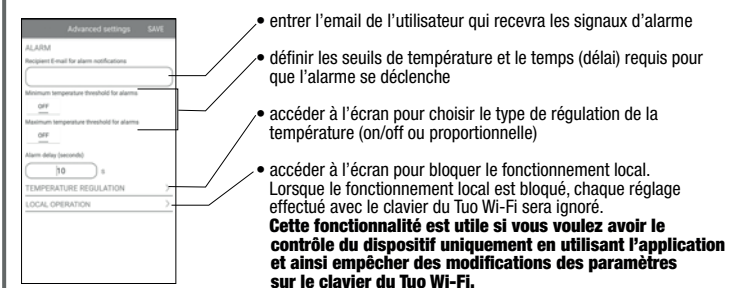 Advanced settings SAVE
ALARM
Recipient E-mail for alarm notifications
Minimum temperature threshold for alarms
OFF
Maximum temperature threshold for alarms
OFF
Alarm delay (seconds)
10 s
TEMPERATURE REGULATION >
LOCAL OPERATION >
• entrer l’email de l’utilisateur qui recevra les signaux d’alarme
• définir les seuils de température et le temps (délai) requis pour
que l’alarme se déclenche
• accéder à l’écran pour choisir le type de régulation de la
température (on/off ou proportionnelle)
• accéder à l’écran pour bloquer le fonctionnement local.
Lorsque le fonctionnement local est bloqué, chaque réglage
effectué avec le clavier du Tuo Wi-Fi sera ignoré.
Cette fonctionnalité est utile si vous voulez avoir le
contrôle du dispositif uniquement en utilisant l’application
et ainsi empêcher des modifications des paramètres
sur le clavier du Tuo Wi-Fi.